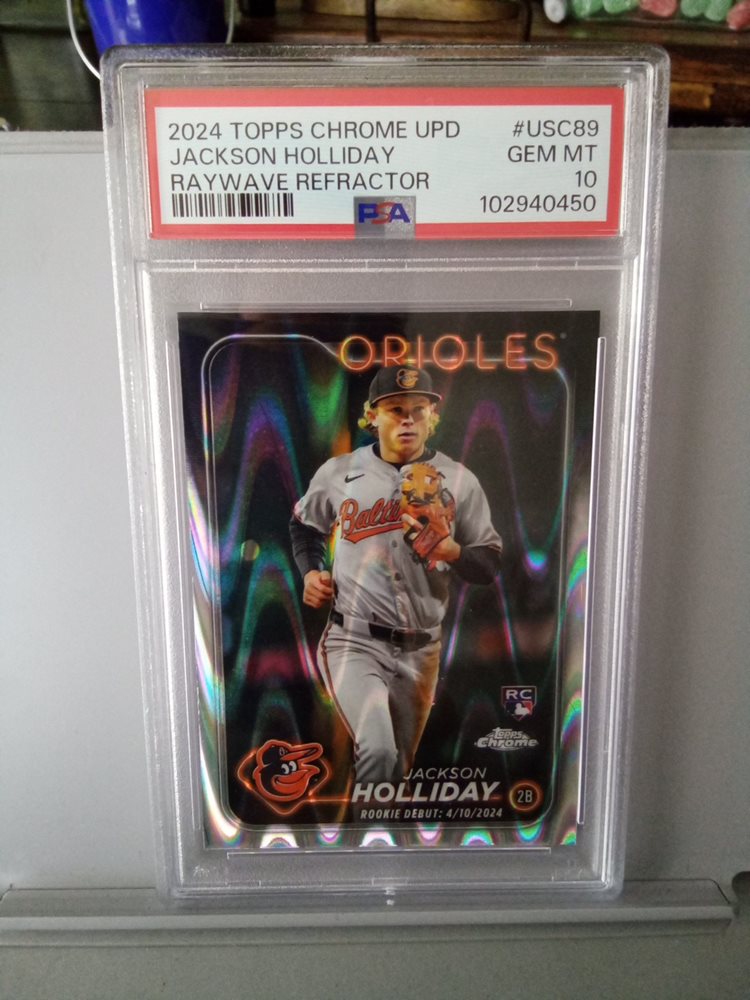 2024 TOPPS CHROME UPD #USC89
JACKSON HOLLIDAY GEM MT
RAYWAVE REFRACTOR 10
PSA 102940450
ORIOLES
Balti
RC
Topps
Chrome
JACKSON
HOLLIDAY 2B
ROOKIE DEBUT: 4/10/2024